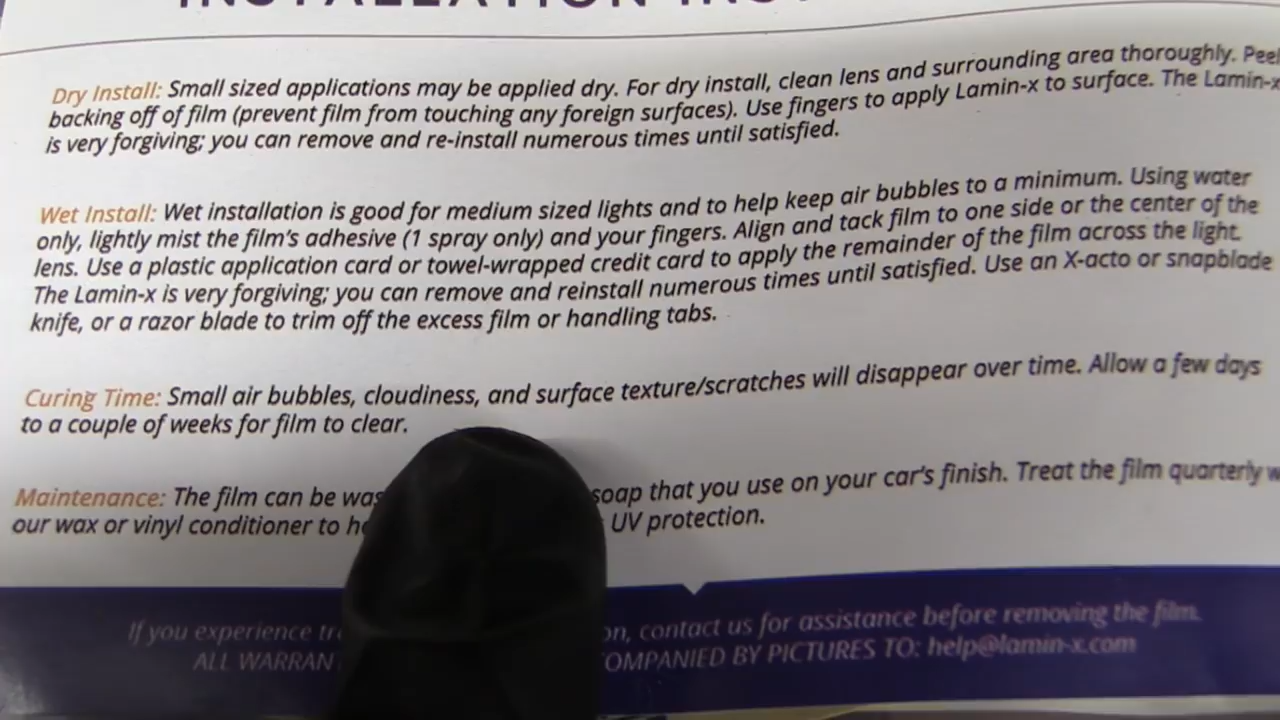 Dry Install: Small sized applications may be applied dry. For dry install, clean lens and surrounding area thoroughly. Peel
backing off of film (prevent film from touching any foreign surfaces). Use fingers to apply Lamin-x to surface. The Lamin-x
is very forgiving; you can remove and re-install numerous times until satisfied.
Wet Install: Wet installation is good for medium sized lights and to help keep air bubbles to a minimum. Using water
only, lightly mist the film's adhesive (1 spray only) and your fingers. Align and tack film to one side or the center of the
lens. Use a plastic application card or towel-wrapped credit card to apply the remainder of the film across the light.
The Lamin-x is very forgiving; you can remove and reinstall numerous times until satisfied. Use an X-acto or snapblade
knife, or a razor blade to trim off the excess film or handling tabs.
Curing Time: Small air bubbles, cloudiness, and surface texture/scratches will disappear over time. Allow a few days
to a couple of weeks for film to clear.
Maintenance: The film can be soap that you use on your car's finish. Treat the film quarterly
our wax or vinyl conditioner to UV protection.
If you experience contact us for assistance before removing the film.
ALL BY PICTURES TO: help@lamin-x.com